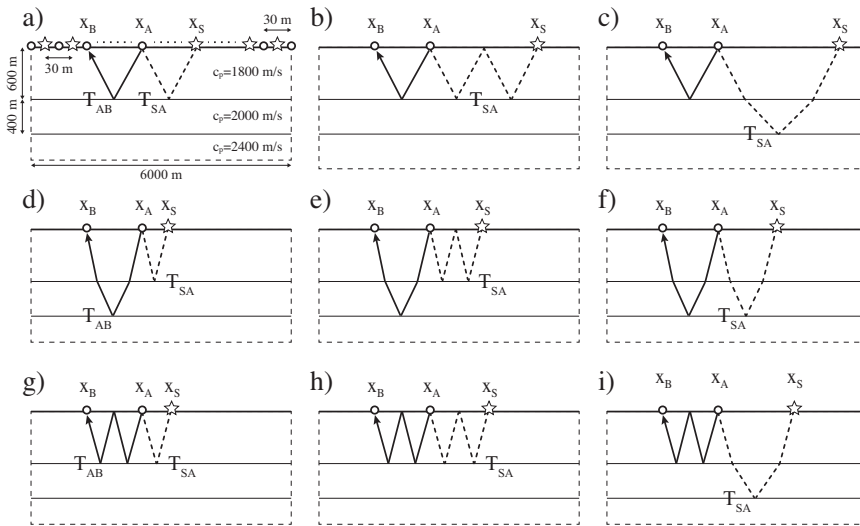 a)
x_B x_A x_S 30 m
30 m
600 m
c_p=1800 m/s
T_AB T_SA
400 m
c_p=2000 m/s
c_p=2400 m/s
6000 m
b)
x_B x_A x_S
T_SA
c)
x_B x_A x_S
T_SA
d)
x_B x_A x_S
T_SA
T_AB
e)
x_B x_A x_S
T_SA
f)
x_B x_A x_S
T_SA
g)
x_B x_A x_S
T_AB T_SA
h)
x_B x_A x_S
T_SA
i)
x_B x_A x_S
T_SA